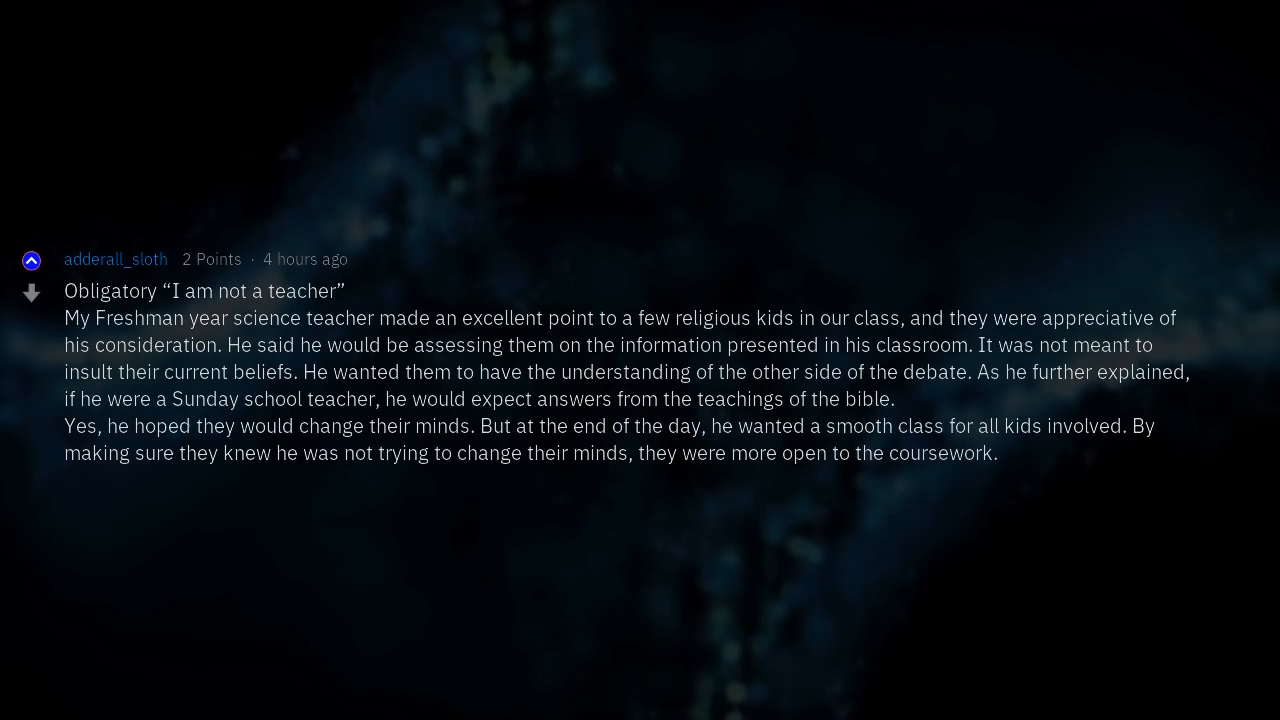 adderall_sloth 2 Points · 4 hours ago
Obligatory “I am not a teacher”
My Freshman year science teacher made an excellent point to a few religious kids in our class, and they were appreciative of
his consideration. He said he would be assessing them on the information presented in his classroom. It was not meant to
insult their current beliefs. He wanted them to have the understanding of the other side of the debate. As he further explained,
if he were a Sunday school teacher, he would expect answers from the teachings of the bible.
Yes, he hoped they would change their minds. But at the end of the day, he wanted a smooth class for all kids involved. By
making sure they knew he was not trying to change their minds, they were more open to the coursework.